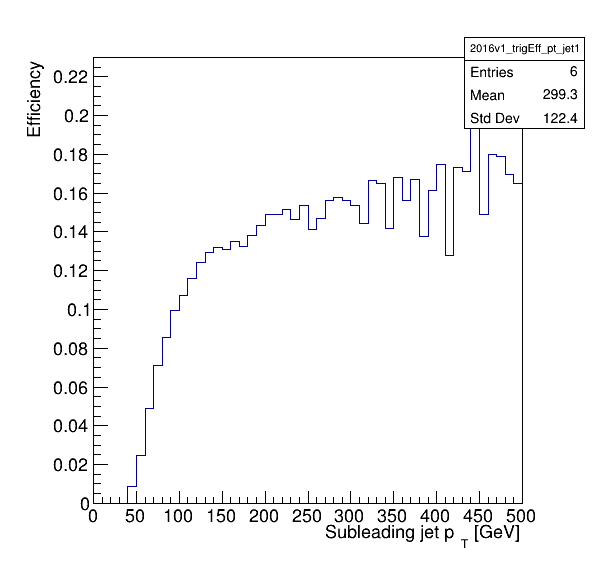 2016v1_trigEff_pt_jet1
Entries 6
Mean 299.3
Std Dev 122.4
Efficiency
0.22
0.2
0.18
0.16
0.14
0.12
0.1
0.08
0.06
0.04
0.02
0
0 50 100 150 200 250 300 350 400 450 500
Subleading jet p T [GeV]